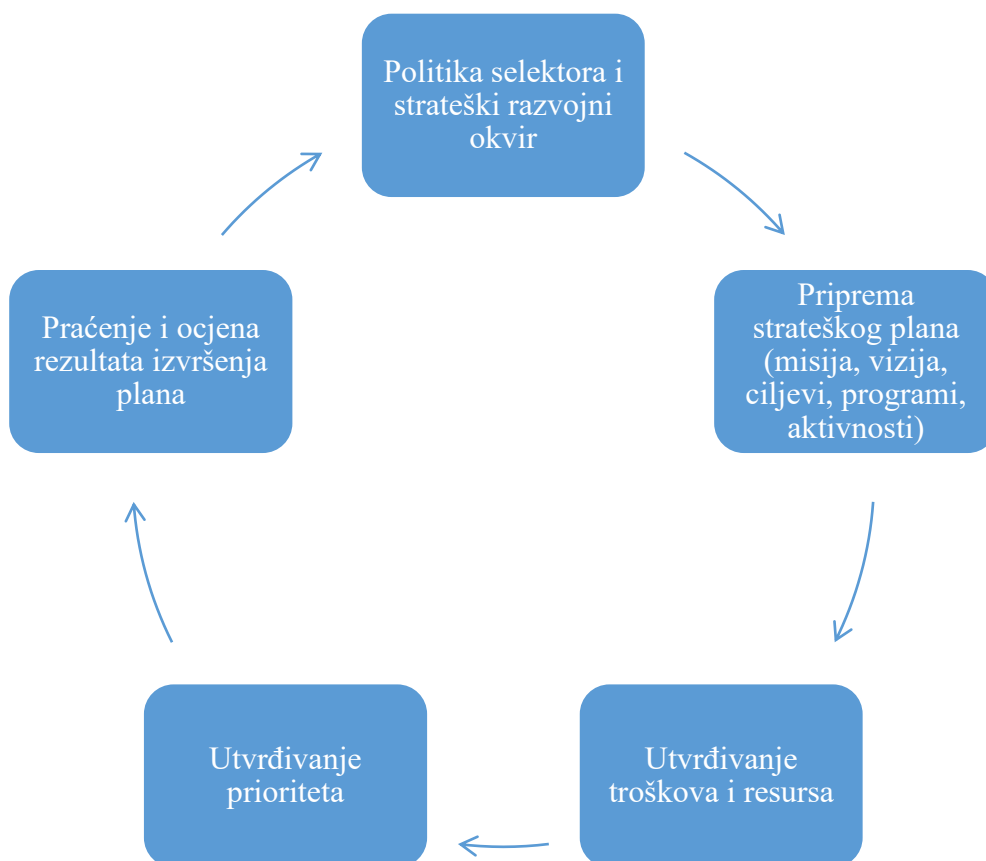 Politika selektora i
strateški razvojni
okvir
Priprema
strateškog plana
(misija, vizija,
ciljevi, programi,
aktivnosti)
Utvrđivanje
troškova i resursa
Utvrđivanje
prioriteta
Praćenje i ocjena
rezultata izvršenja
plana